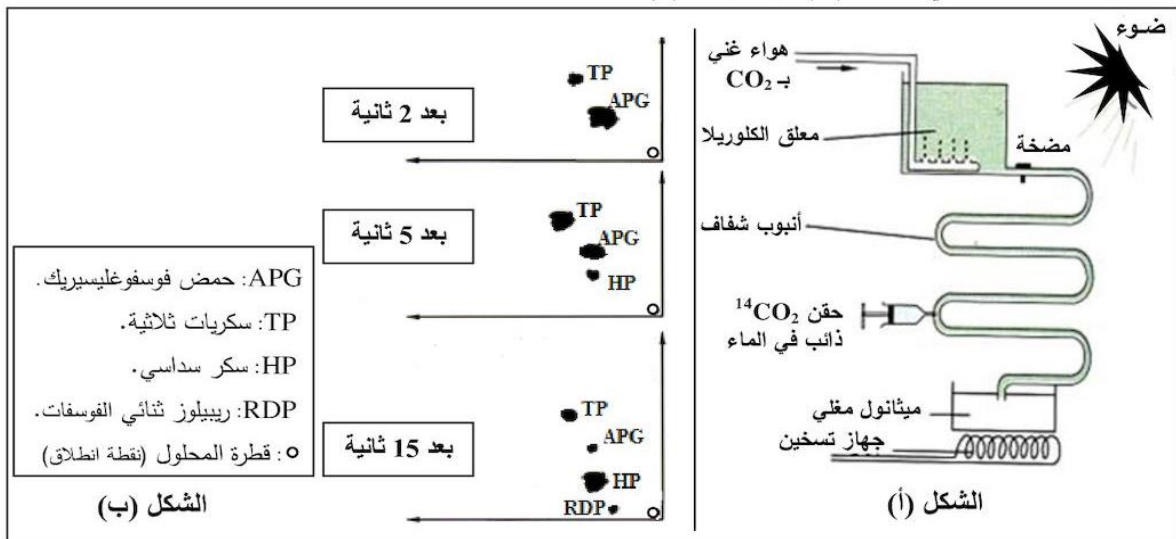 ضوء
هواء غني
بـ CO₂
معلق الكلوريلا
مضخة
أنبوب شفاف
حقن ¹⁴CO₂
ذائب في الماء
ميثانول مغلي
جهاز تسخين
الشكل (أ)
TP
APG
بعد 2 ثانية
TP
APG
HP
بعد 5 ثانية
TP
APG
HP
RDP
بعد 15 ثانية
APG: حمض فوسفوغليسيريك.
TP: سكريات ثلاثية.
HP: سكر سداسي.
RDP: ريبيلوز ثنائي الفوسفات.
o: قطرة المحلول (نقطة انطلاق)
الشكل (ب)